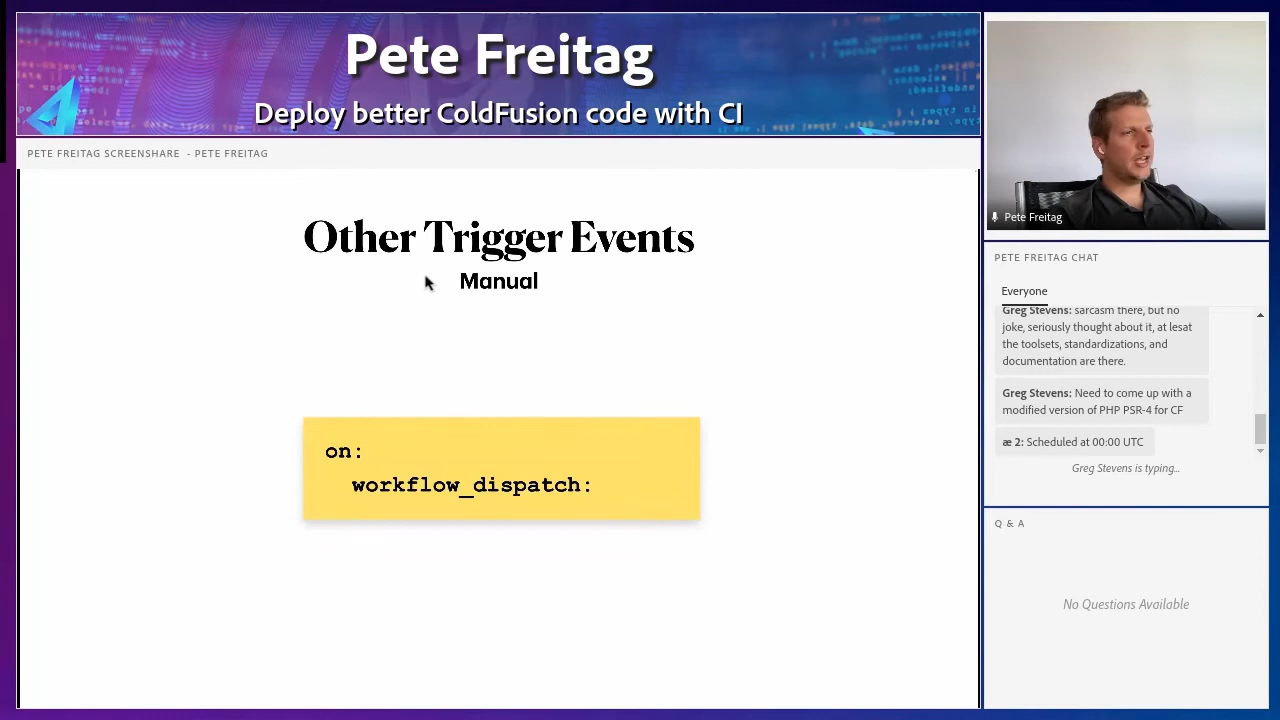 Pete Freitag
Deploy better ColdFusion code with CI
PETE FREITAG SCREENSHARE - PETE FREITAG
Other Trigger Events
Manual
on:
workflow_dispatch:
Pete Freitag
PETE FREITAG CHAT
Everyone
Greg Stevens: sarcasm there, but no
joke, seriously thought about it, at lesat
the toolsets, standardizations, and
documentation are there.
Greg Stevens: Need to come up with a
modified version of PHP PSR-4 for CF
æ 2: Scheduled at 00:00 UTC
Greg Stevens is typing...
Q & A
No Questions Available